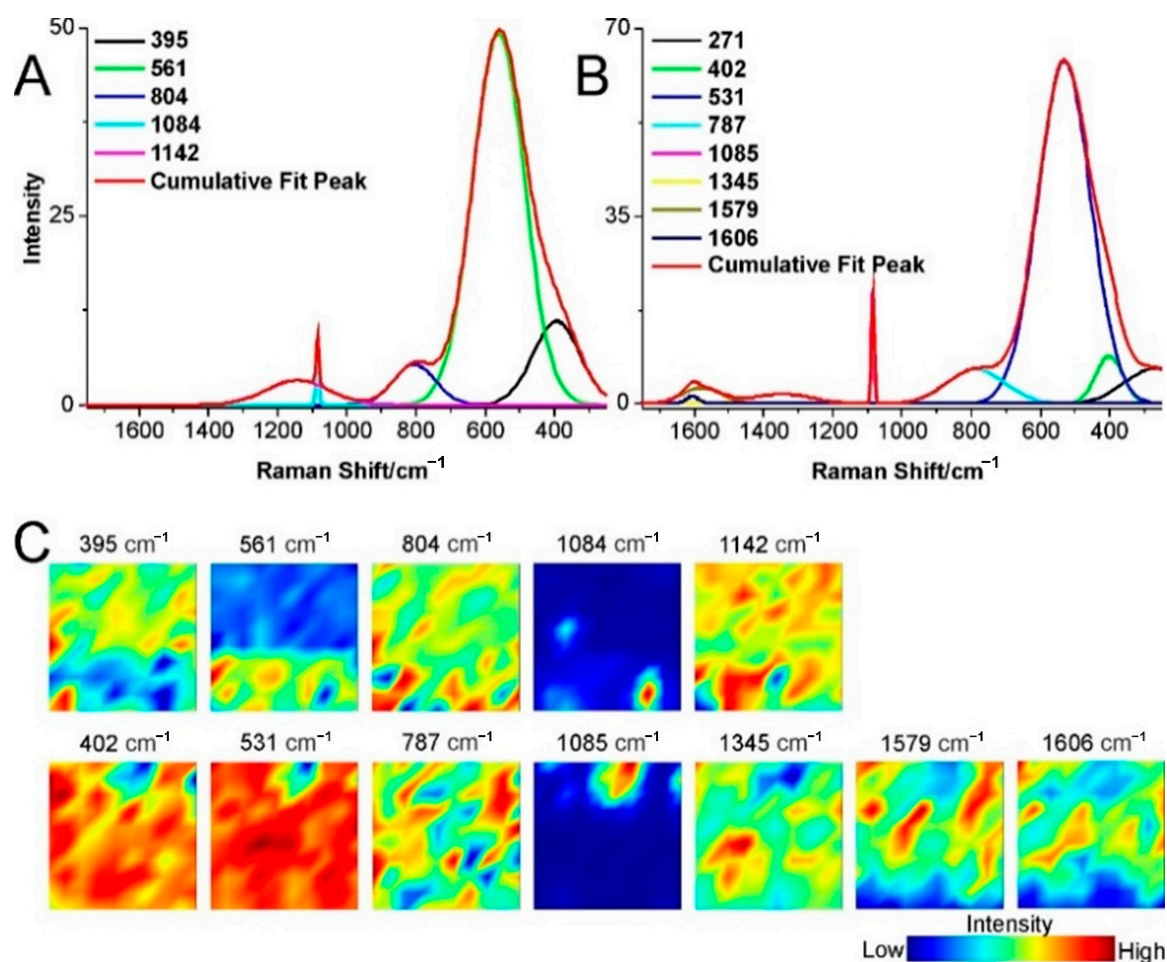 A
50
25
0
Intensity
395
561
804
1084
1142
Cumulative Fit Peak
1600 1400 1200 1000 800 600 400
Raman Shift/cm⁻¹
B
70
35
0
271
402
531
787
1085
1345
1579
1606
Cumulative Fit Peak
1600 1400 1200 1000 800 600 400
Raman Shift/cm⁻¹
C
395 cm⁻¹ 561 cm⁻¹ 804 cm⁻¹ 1084 cm⁻¹ 1142 cm⁻¹
402 cm⁻¹ 531 cm⁻¹ 787 cm⁻¹ 1085 cm⁻¹ 1345 cm⁻¹ 1579 cm⁻¹ 1606 cm⁻¹
Intensity
Low High